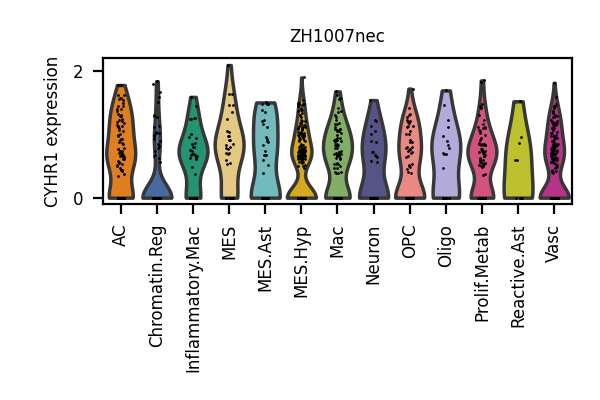 ZH1007nec
CYHR1 expression
2
0
AC
Chromatin.Reg
Inflammatory.Mac
MES
MES.Ast
MES.Hyp
Mac
Neuron
OPC
Oligo
Prolif.Metab
Reactive.Ast
Vasc